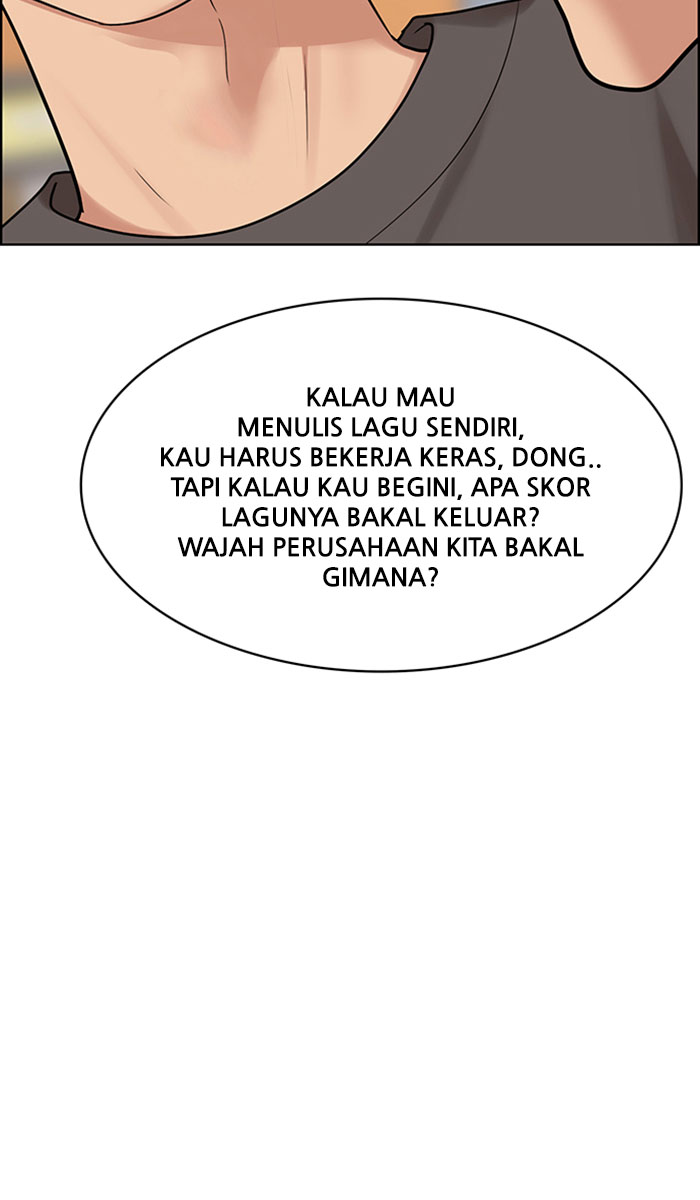 KALAU MAU
MENULIS LAGU SENDIRI,
KAU HARUS BEKERJA KERAS, DONG..
TAPI KALAU KAU BEGINI, APA SKOR
LAGUNYA BAKAL KELUAR?
WAJAH PERUSAHAAN KITA BAKAL
GIMANA?